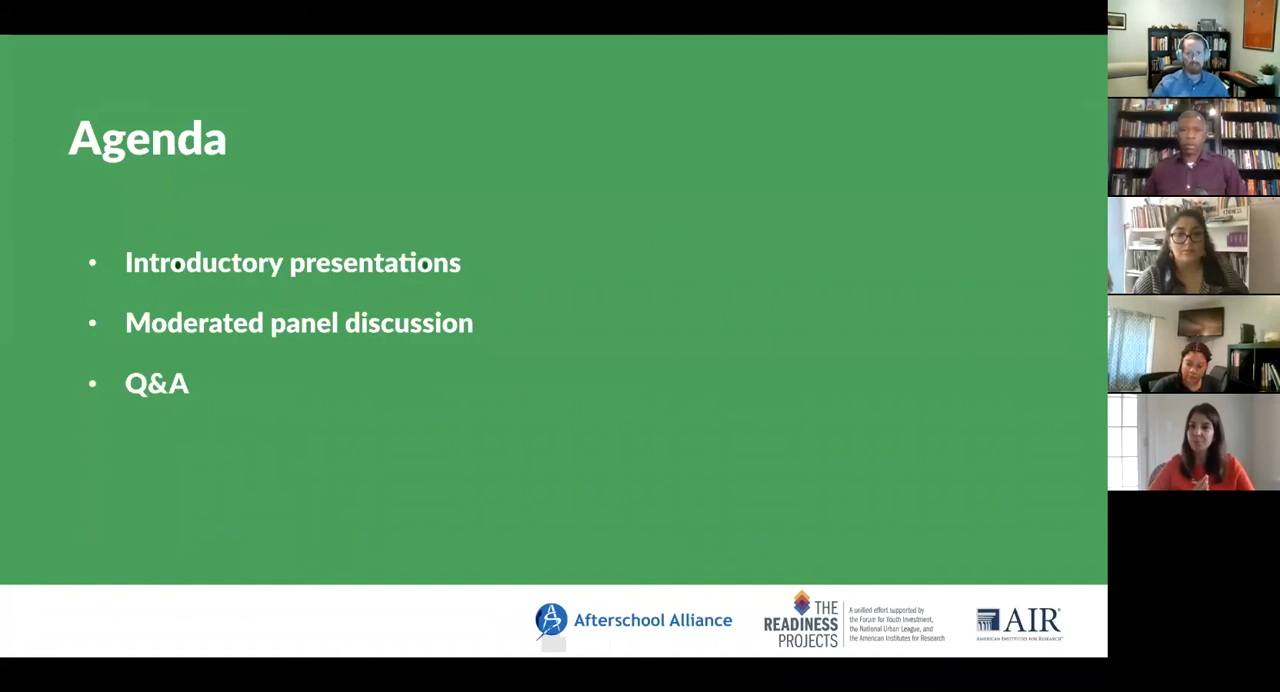 Agenda
• Introductory presentations
• Moderated panel discussion
• Q&A
KINDNESS
Afterschool Alliance
THE
READINESS
PROJECTS
A unified effort supported by
the Forum for Youth Investment,
the National Urban League, and
the American Institutes for Research
AIR®
AMERICAN INSTITUTES FOR RESEARCH